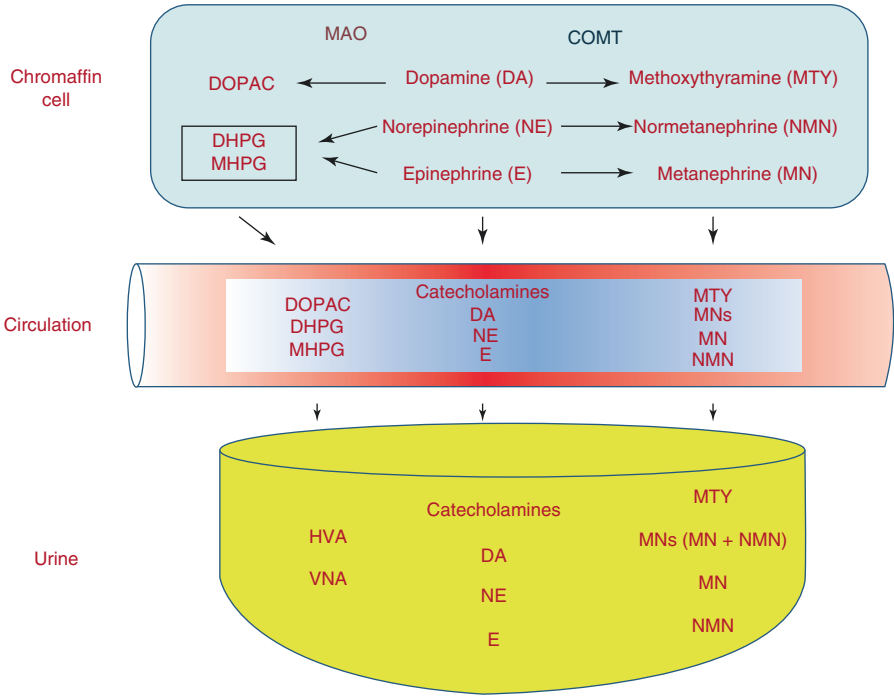 MAO
COMT
Chromaffin
cell
DOPAC
Dopamine (DA)
Methoxythyramine (MTY)
DHPG
MHPG
Norepinephrine (NE)
Normetanephrine (NMN)
Epinephrine (E)
Metanephrine (MN)
Circulation
DOPAC
DHPG
MHPG
Catecholamines
DA
NE
E
MTY
MNs
MN
NMN
Urine
HVA
VNA
Catecholamines
DA
NE
E
MTY
MNs (MN + NMN)
MN
NMN